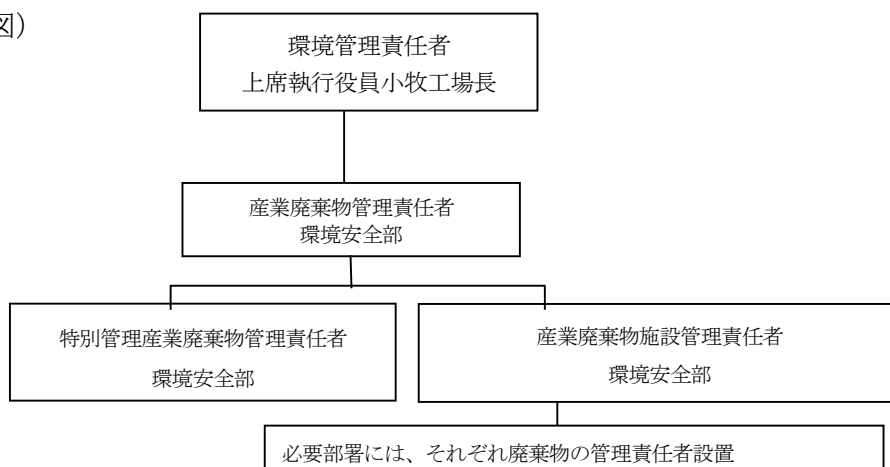 図)
環境管理責任者
上席執行役員小牧工場長
産業廃棄物管理責任者
環境安全部
特別管理産業廃棄物管理責任者
環境安全部
産業廃棄物施設管理責任者
環境安全部
必要部署には、それぞれ廃棄物の管理責任者設置